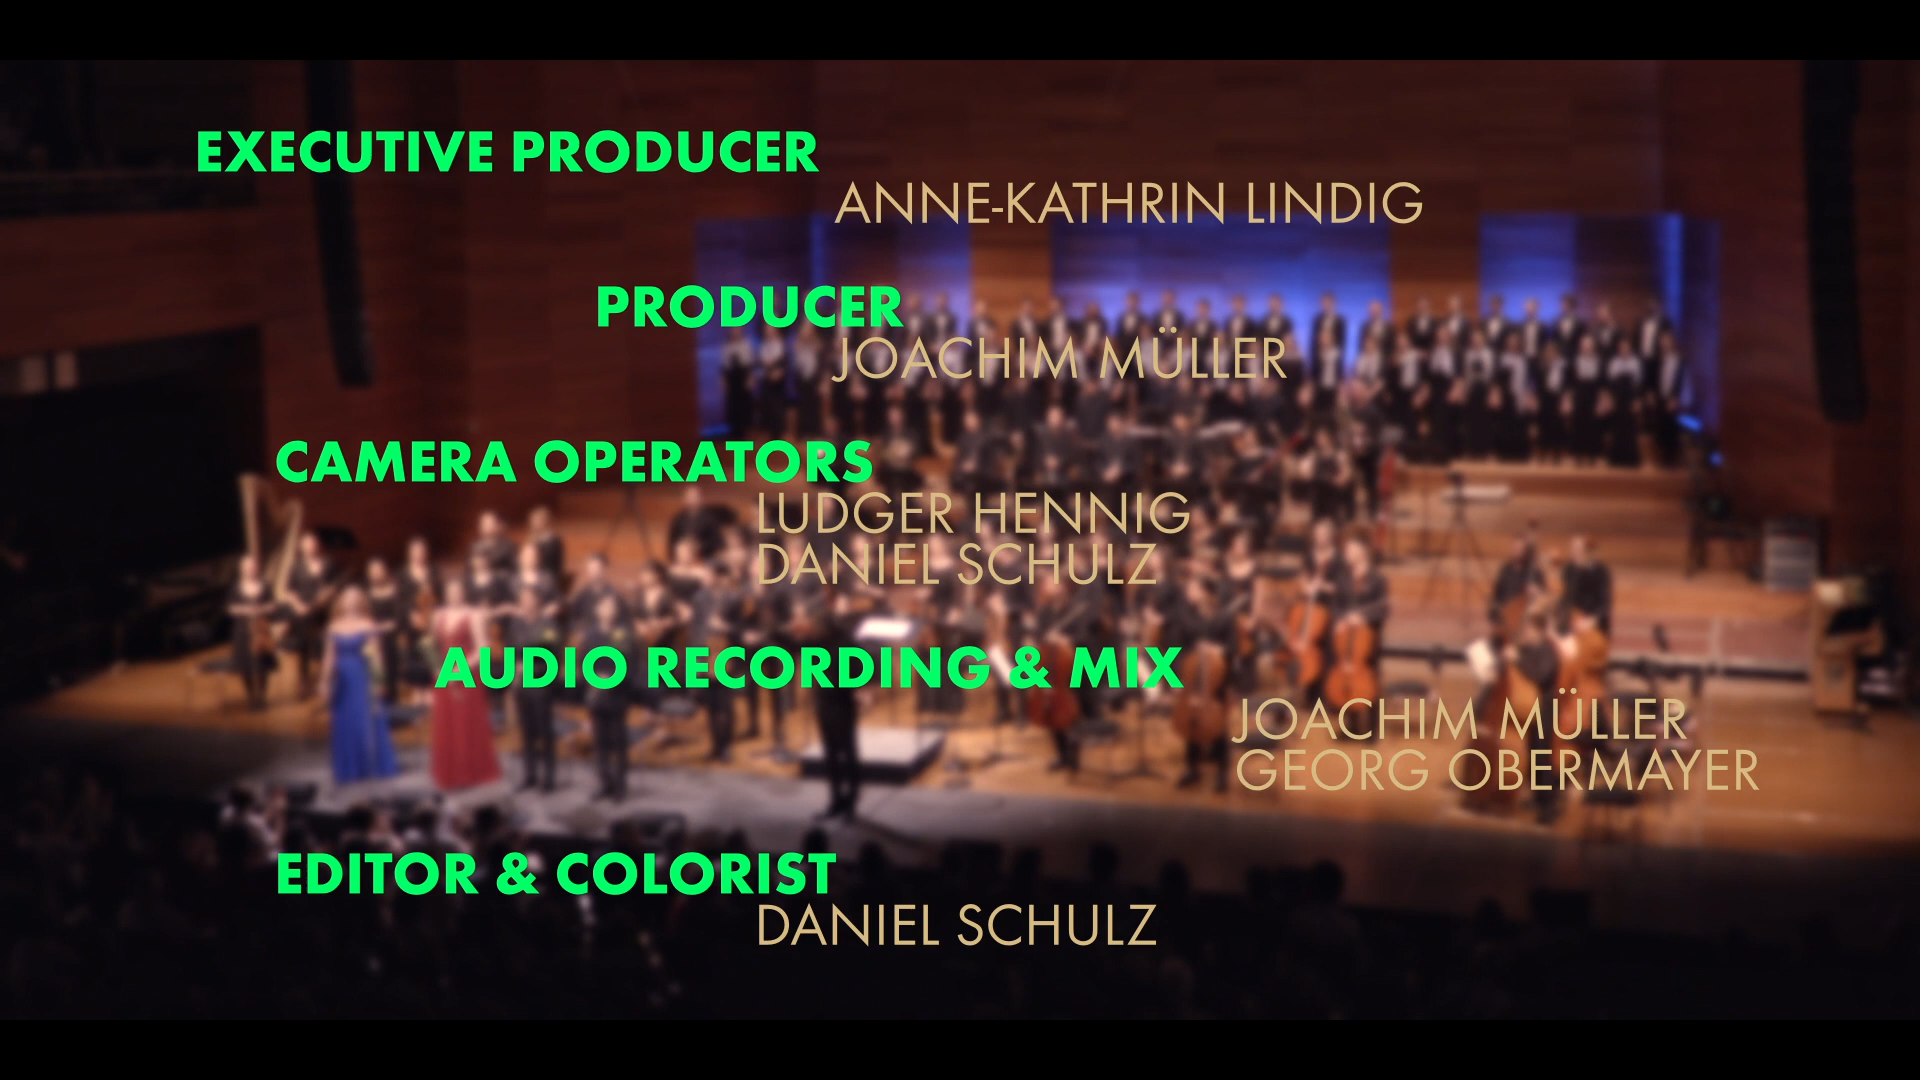 EXECUTIVE PRODUCER
ANNE-KATHRIN LINDIG
PRODUCER
JOACHIM MÜLLER
CAMERA OPERATORS
LUDGER HENNIG
DANIEL SCHULZ
AUDIO RECORDING & MIX
JOACHIM MÜLLER
GEORG OBERMAYER
EDITOR & COLORIST
DANIEL SCHULZ